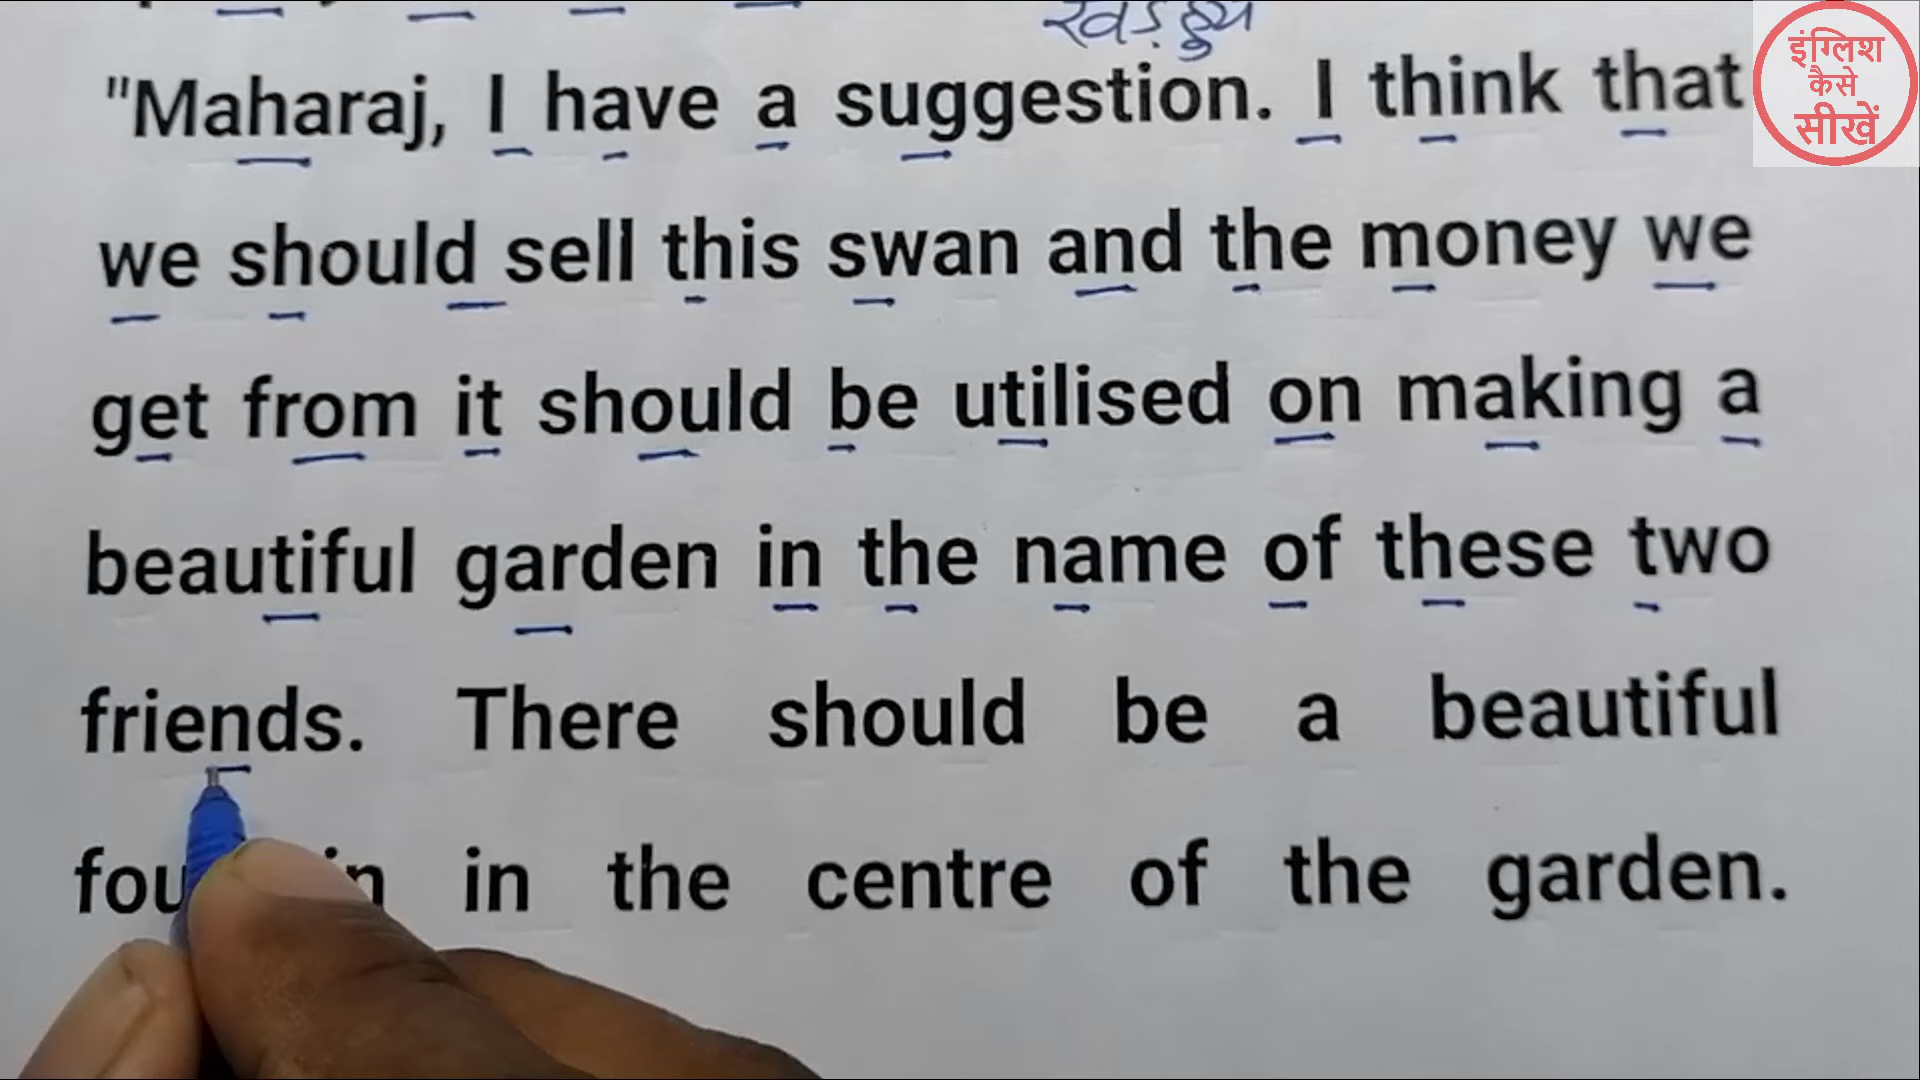 "Maharaj, I have a suggestion. I think that
we should sell this swan and the money we
get from it should be utilised on making a
beautiful garden in the name of these two
friends. There should be a beautiful
in the centre of the garden.
इंग्लिश
कैसे
सीखें